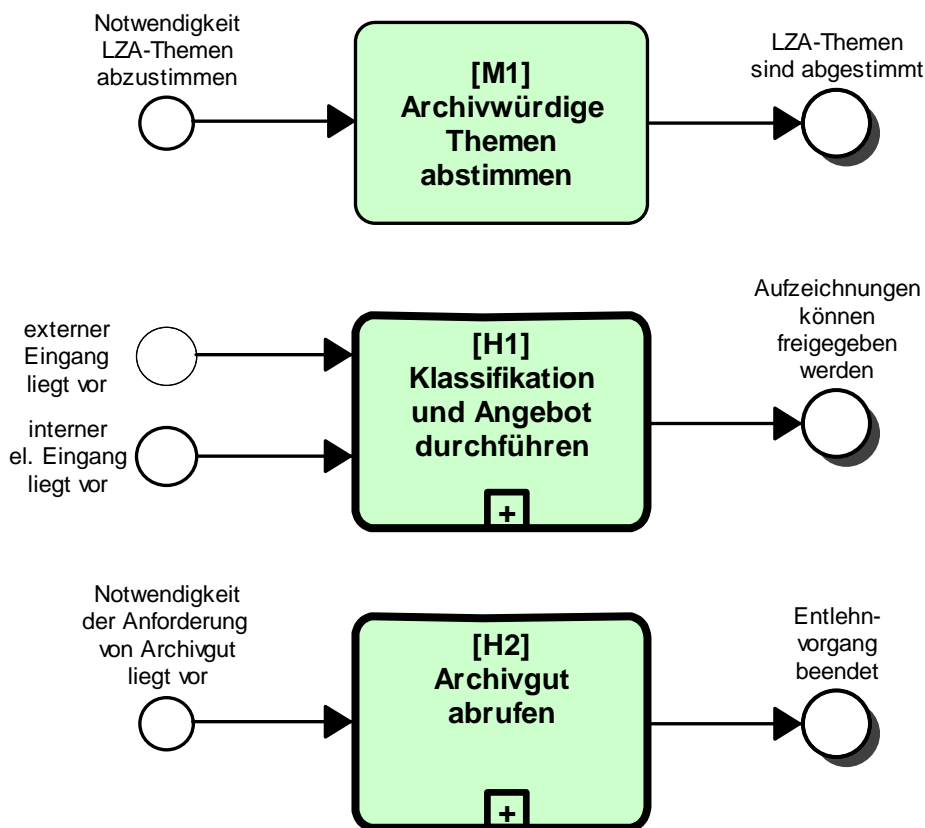 Notwendigkeit
LZA-Themen
abzustimmen
[M1]
Archivwürdige
Themen
abstimmen
LZA-Themen
sind abgestimmt
externer
Eingang
liegt vor
interner
el. Eingang
liegt vor
[H1]
Klassifikation
und Angebot
durchführen
+
Aufzeichnungen
können
freigegeben
werden
Notwendigkeit
der Anforderung
von Archivgut
liegt vor
[H2]
Archivgut
abrufen
+
Entlehn-
vorgang
beendet